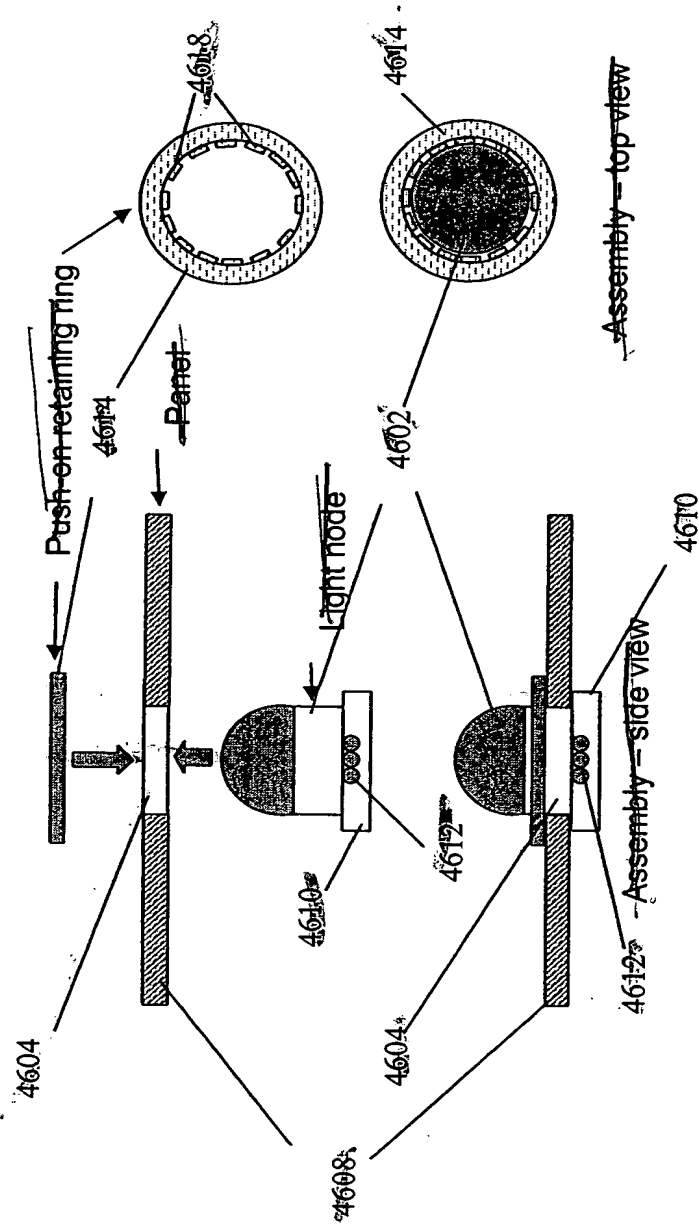 4618
4614
Push-on retaining ring
4614
Panel
4602
Light node
4610
4612
4604
4608
4604
4612
4610
Assembly – side view
Assembly – top view